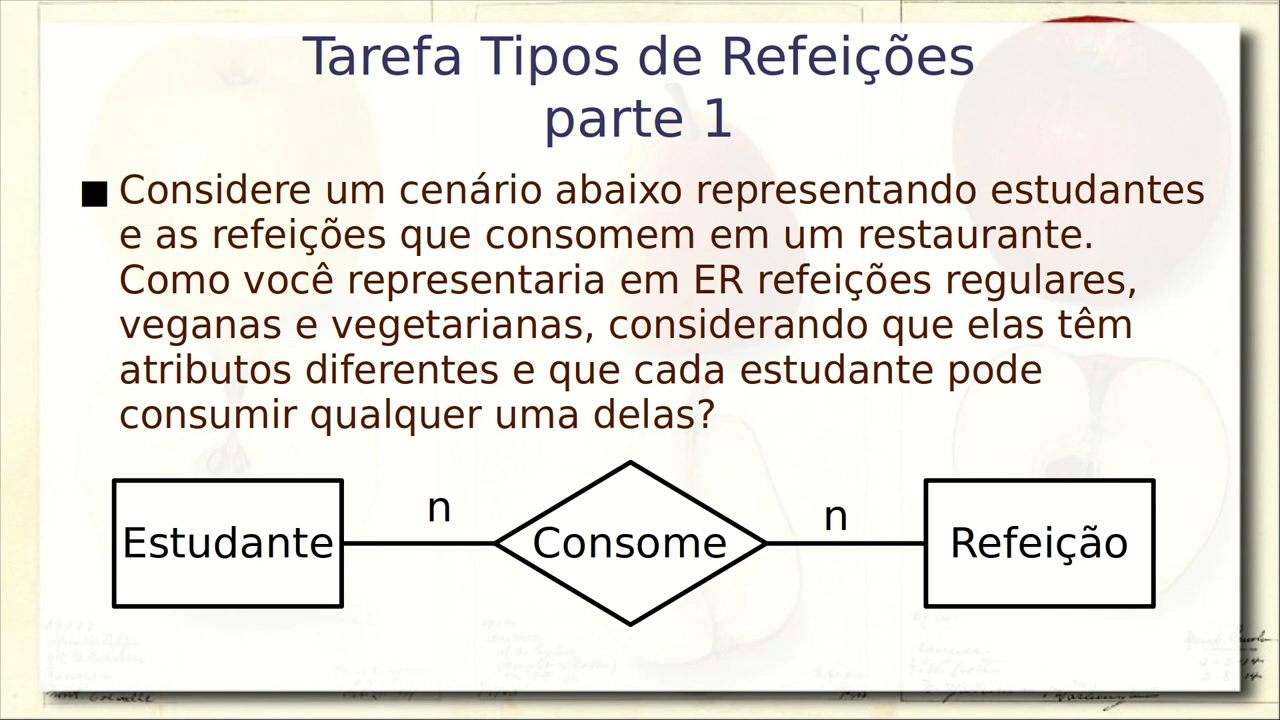 Tarefa Tipos de Refeições
parte 1
Considere um cenário abaixo representando estudantes
e as refeições que consomem em um restaurante.
Como você representaria em ER refeições regulares,
veganas e vegetarianas, considerando que elas têm
atributos diferentes e que cada estudante pode
consumir qualquer uma delas?
Estudante
n
Consome
n
Refeição